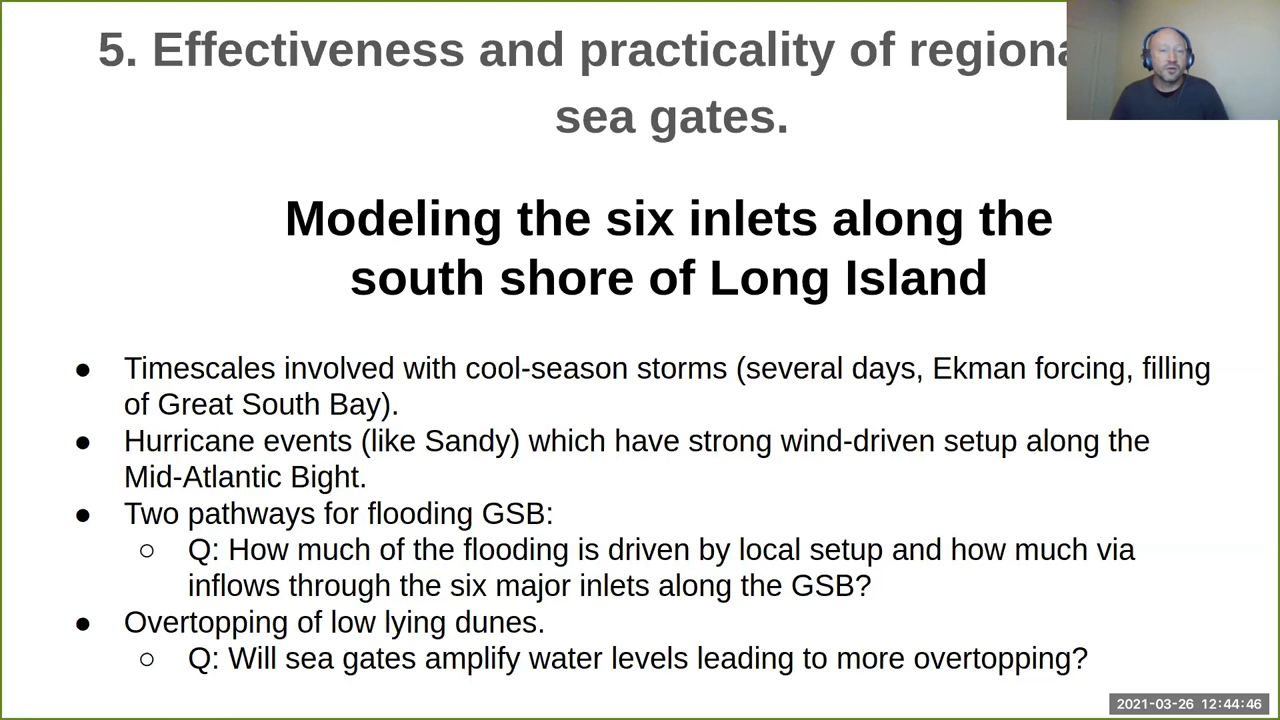 5. Effectiveness and practicality of regiona
sea gates.
Modeling the six inlets along the
south shore of Long Island
● Timescales involved with cool-season storms (several days, Ekman forcing, filling
of Great South Bay).
● Hurricane events (like Sandy) which have strong wind-driven setup along the
Mid-Atlantic Bight.
● Two pathways for flooding GSB:
○ Q: How much of the flooding is driven by local setup and how much via
inflows through the six major inlets along the GSB?
● Overtopping of low lying dunes.
○ Q: Will sea gates amplify water levels leading to more overtopping?
2021-03-26 12:44:46